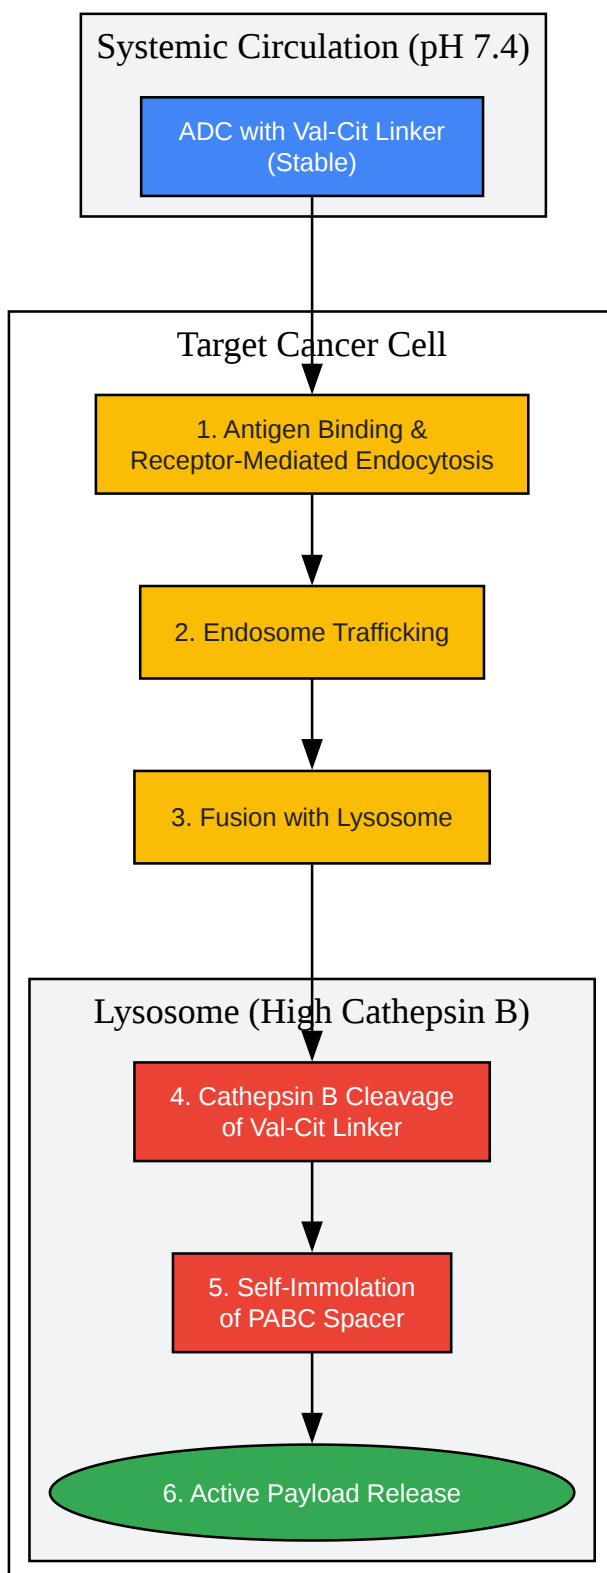 Systemic Circulation (pH 7.4)
ADC with Val-Cit Linker
(Stable)
Target Cancer Cell
1. Antigen Binding &
Receptor-Mediated Endocytosis
2. Endosome Trafficking
3. Fusion with Lysosome
Lysosome (High Cathepsin B)
4. Cathepsin B Cleavage
of Val-Cit Linker
5. Self-Immolation
of PABC Spacer
6. Active Payload Release